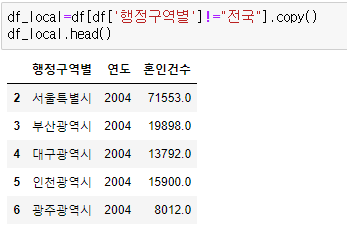 df_local=df[df['행정구역별']!="전국"].copy()
df_local.head()
행정구역별 연도 혼인건수
2 서울특별시 2004 71553.0
3 부산광역시 2004 19898.0
4 대구광역시 2004 13792.0
5 인천광역시 2004 15900.0
6 광주광역시 2004 8012.0